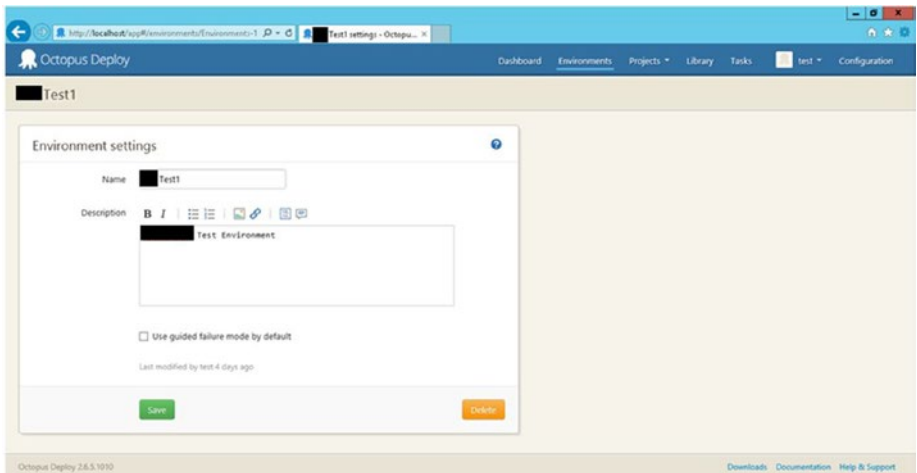 http://localhost/app#/environments/Environments-1
Test1 settings - Octopu...
Octopus Deploy
Dashboard
Environments
Projects
Library
Tasks
test
Configuration
Test1
Environment settings
Name
Test1
Description
B I
Test Environment
Use guided failure mode by default
Last modified by test 4 days ago
Save
Delete
Octopus Deploy 2.6.5.1010
Downloads Documentation Help & Support